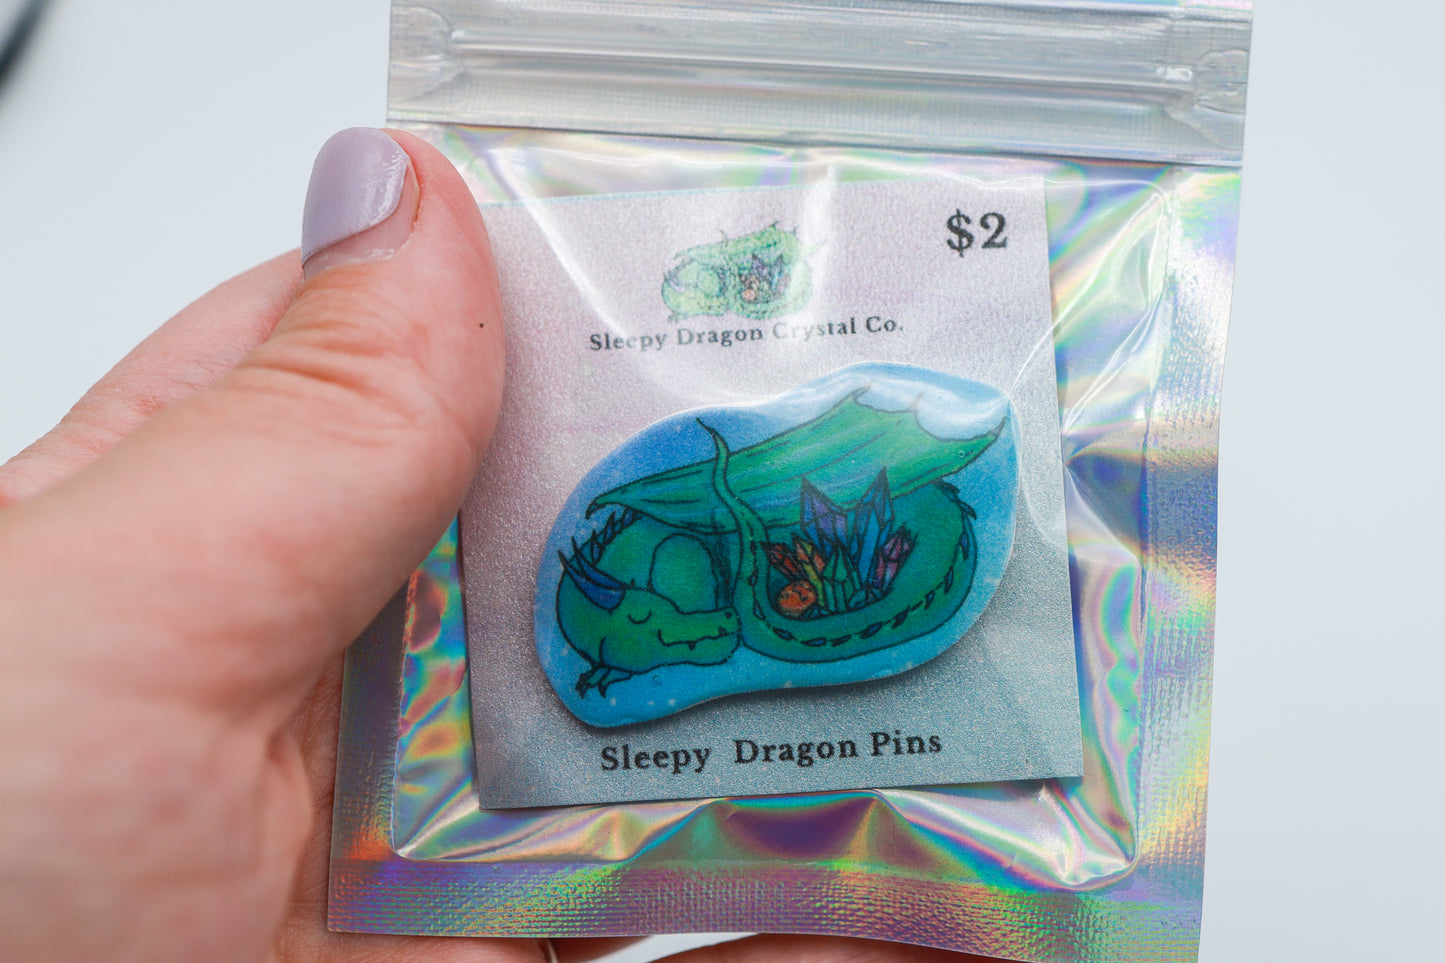 $2
Sleepy Dragon Crystal Co.
Sleepy Dragon Pins